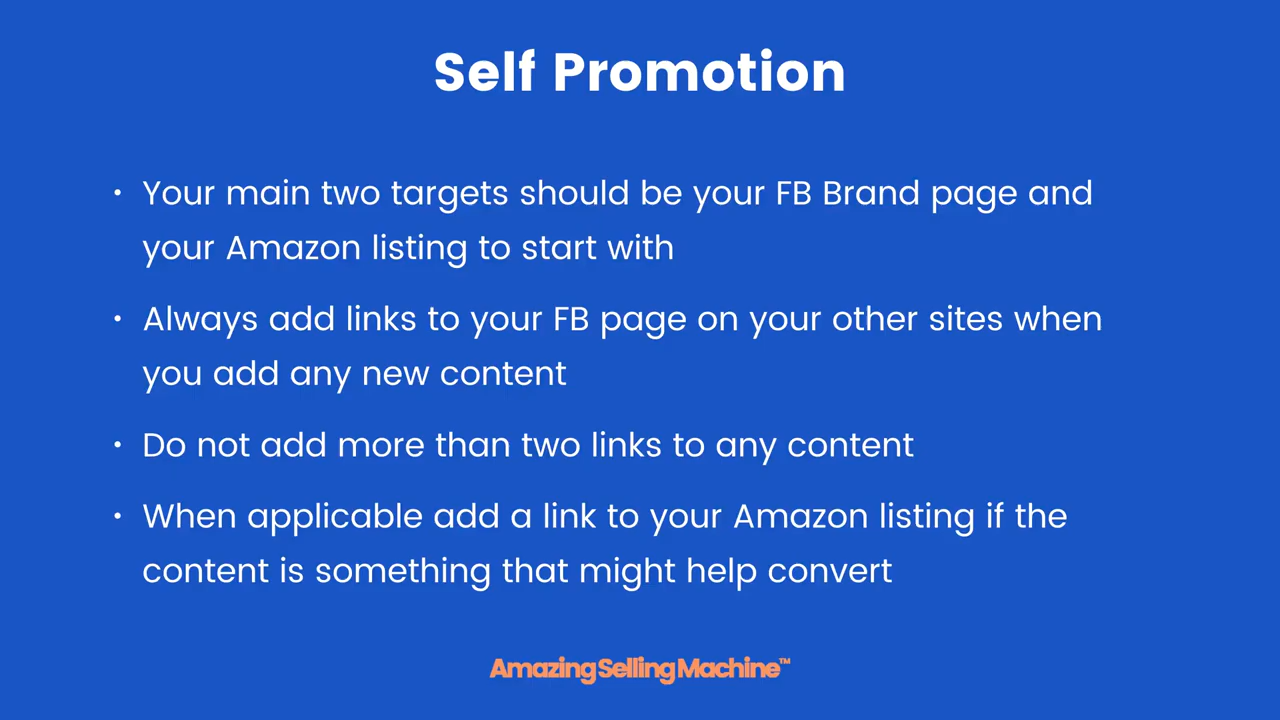 Self Promotion
• Your main two targets should be your FB Brand page and
your Amazon listing to start with
• Always add links to your FB page on your other sites when
you add any new content
• Do not add more than two links to any content
• When applicable add a link to your Amazon listing if the
content is something that might help convert
AmazingSellingMachine™